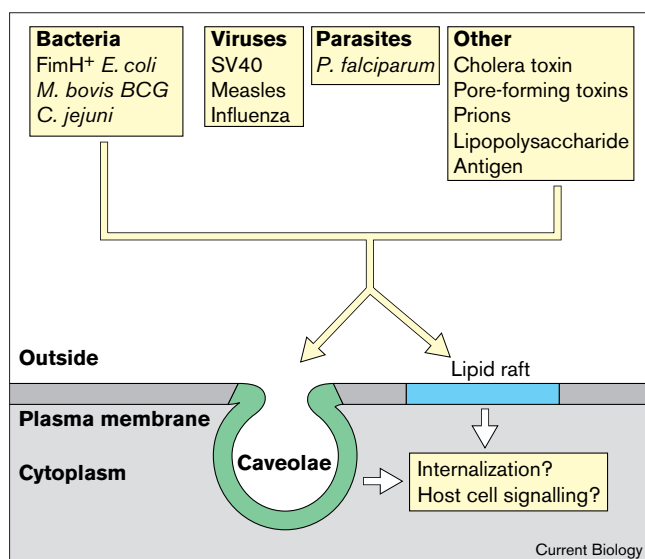 Bacteria
FimH+ E. coli
M. bovis BCG
C. jejuni
Viruses
SV40
Measles
Influenza
Parasites
P. falciparum
Other
Cholera toxin
Pore-forming toxins
Prions
Lipopolysaccharide
Antigen
Outside
Lipid raft
Plasma membrane
Caveolae
Cytoplasm
Internalization?
Host cell signalling?
Current Biology